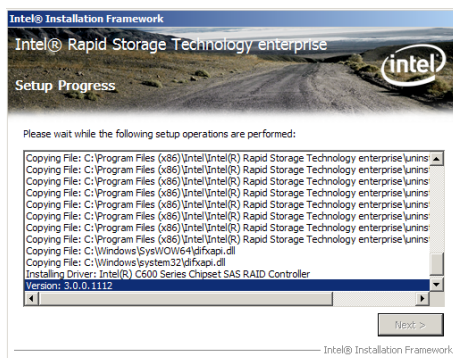 Intel® Installation Framework
Intel® Rapid Storage Technology enterprise
intel
Setup Progress
Please wait while the following setup operations are performed:
Copying File: C:\Program Files (x86)\Intel\Intel(R) Rapid Storage Technology enterprise\unins
Copying File: C:\Program Files (x86)\Intel\Intel(R) Rapid Storage Technology enterprise\unins
Copying File: C:\Program Files (x86)\Intel\Intel(R) Rapid Storage Technology enterprise\unins
Copying File: C:\Program Files (x86)\Intel\Intel(R) Rapid Storage Technology enterprise\unins
Copying File: C:\Program Files (x86)\Intel\Intel(R) Rapid Storage Technology enterprise\unins
Copying File: C:\Program Files (x86)\Intel\Intel(R) Rapid Storage Technology enterprise\unins
Copying File: C:\Program Files (x86)\Intel\Intel(R) Rapid Storage Technology enterprise\unins
Copying File: C:\Program Files (x86)\Intel\Intel(R) Rapid Storage Technology enterprise\unins
Copying File: C:\Windows\SysWOW64\difxapi.dll
Copying File: C:\Windows\system32\difxapi.dll
Installing Driver: Intel(R) C600 Series Chipset SAS RAID Controller
Version: 3.0.0.1112
Next >
Intel® Installation Framework